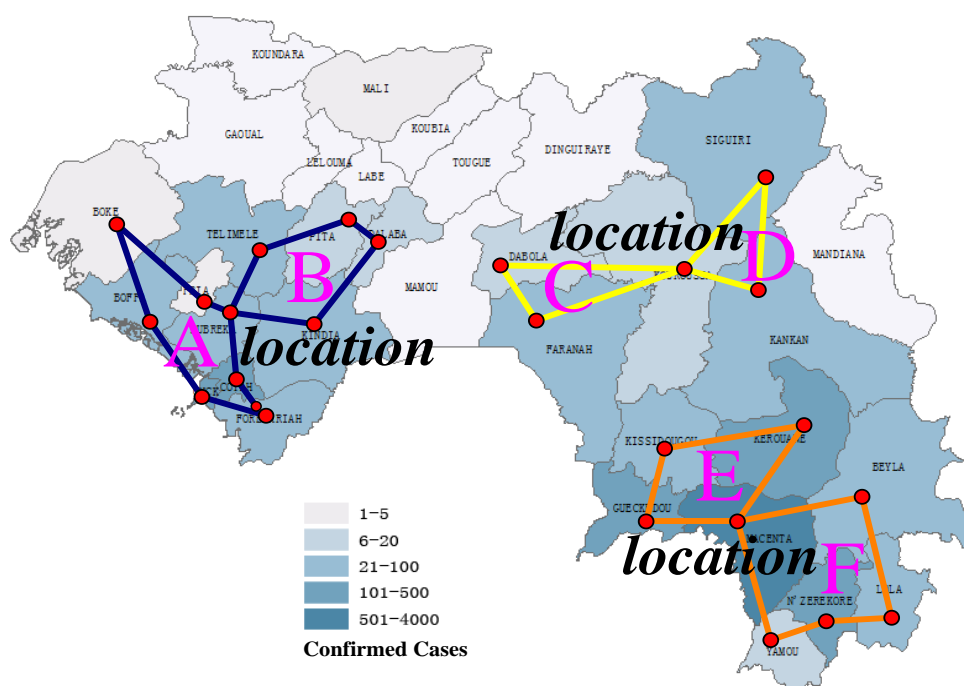 KOUNDARA
MALI
GAOUAL
KOUBIA
LELOUMA
LABE
TOUGUE
DINGUIRAYE
SIGUIRI
BOKE
TELIMELE
PITA
DALABA
location
D
MANDIANA
DABOLA
B
C
MAMOU
BOFFA
A
KINDIA
location
FARANAH
KANKAN
KISSIDOUGOU
KEROUANE
BEYLA
E
GUECKEDOU
MACENTA
location
F
N'ZEREKORE
LOLA
YAMOU
1-5
6-20
21-100
101-500
501-4000
Confirmed Cases